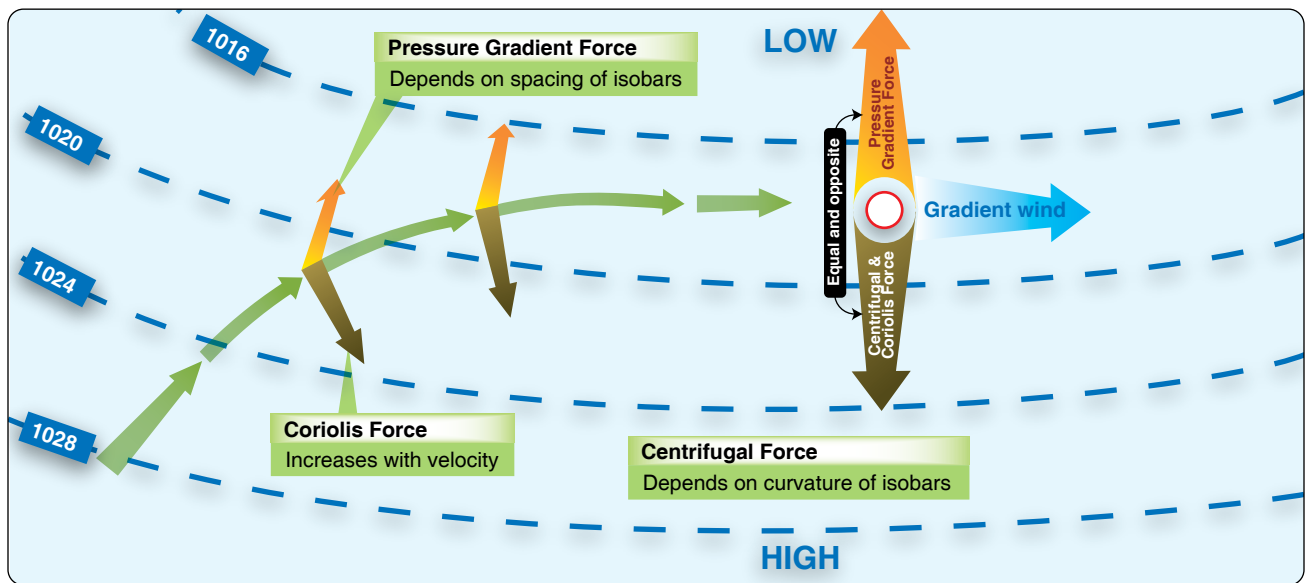 1016
Pressure Gradient Force
Depends on spacing of isobars
LOW
Pressure
Gradient Force
1020
Equal and opposite
Gradient wind
1024
Centrifugal &
Coriolis Force
1028
Coriolis Force
Increases with velocity
Centrifugal Force
Depends on curvature of isobars
HIGH